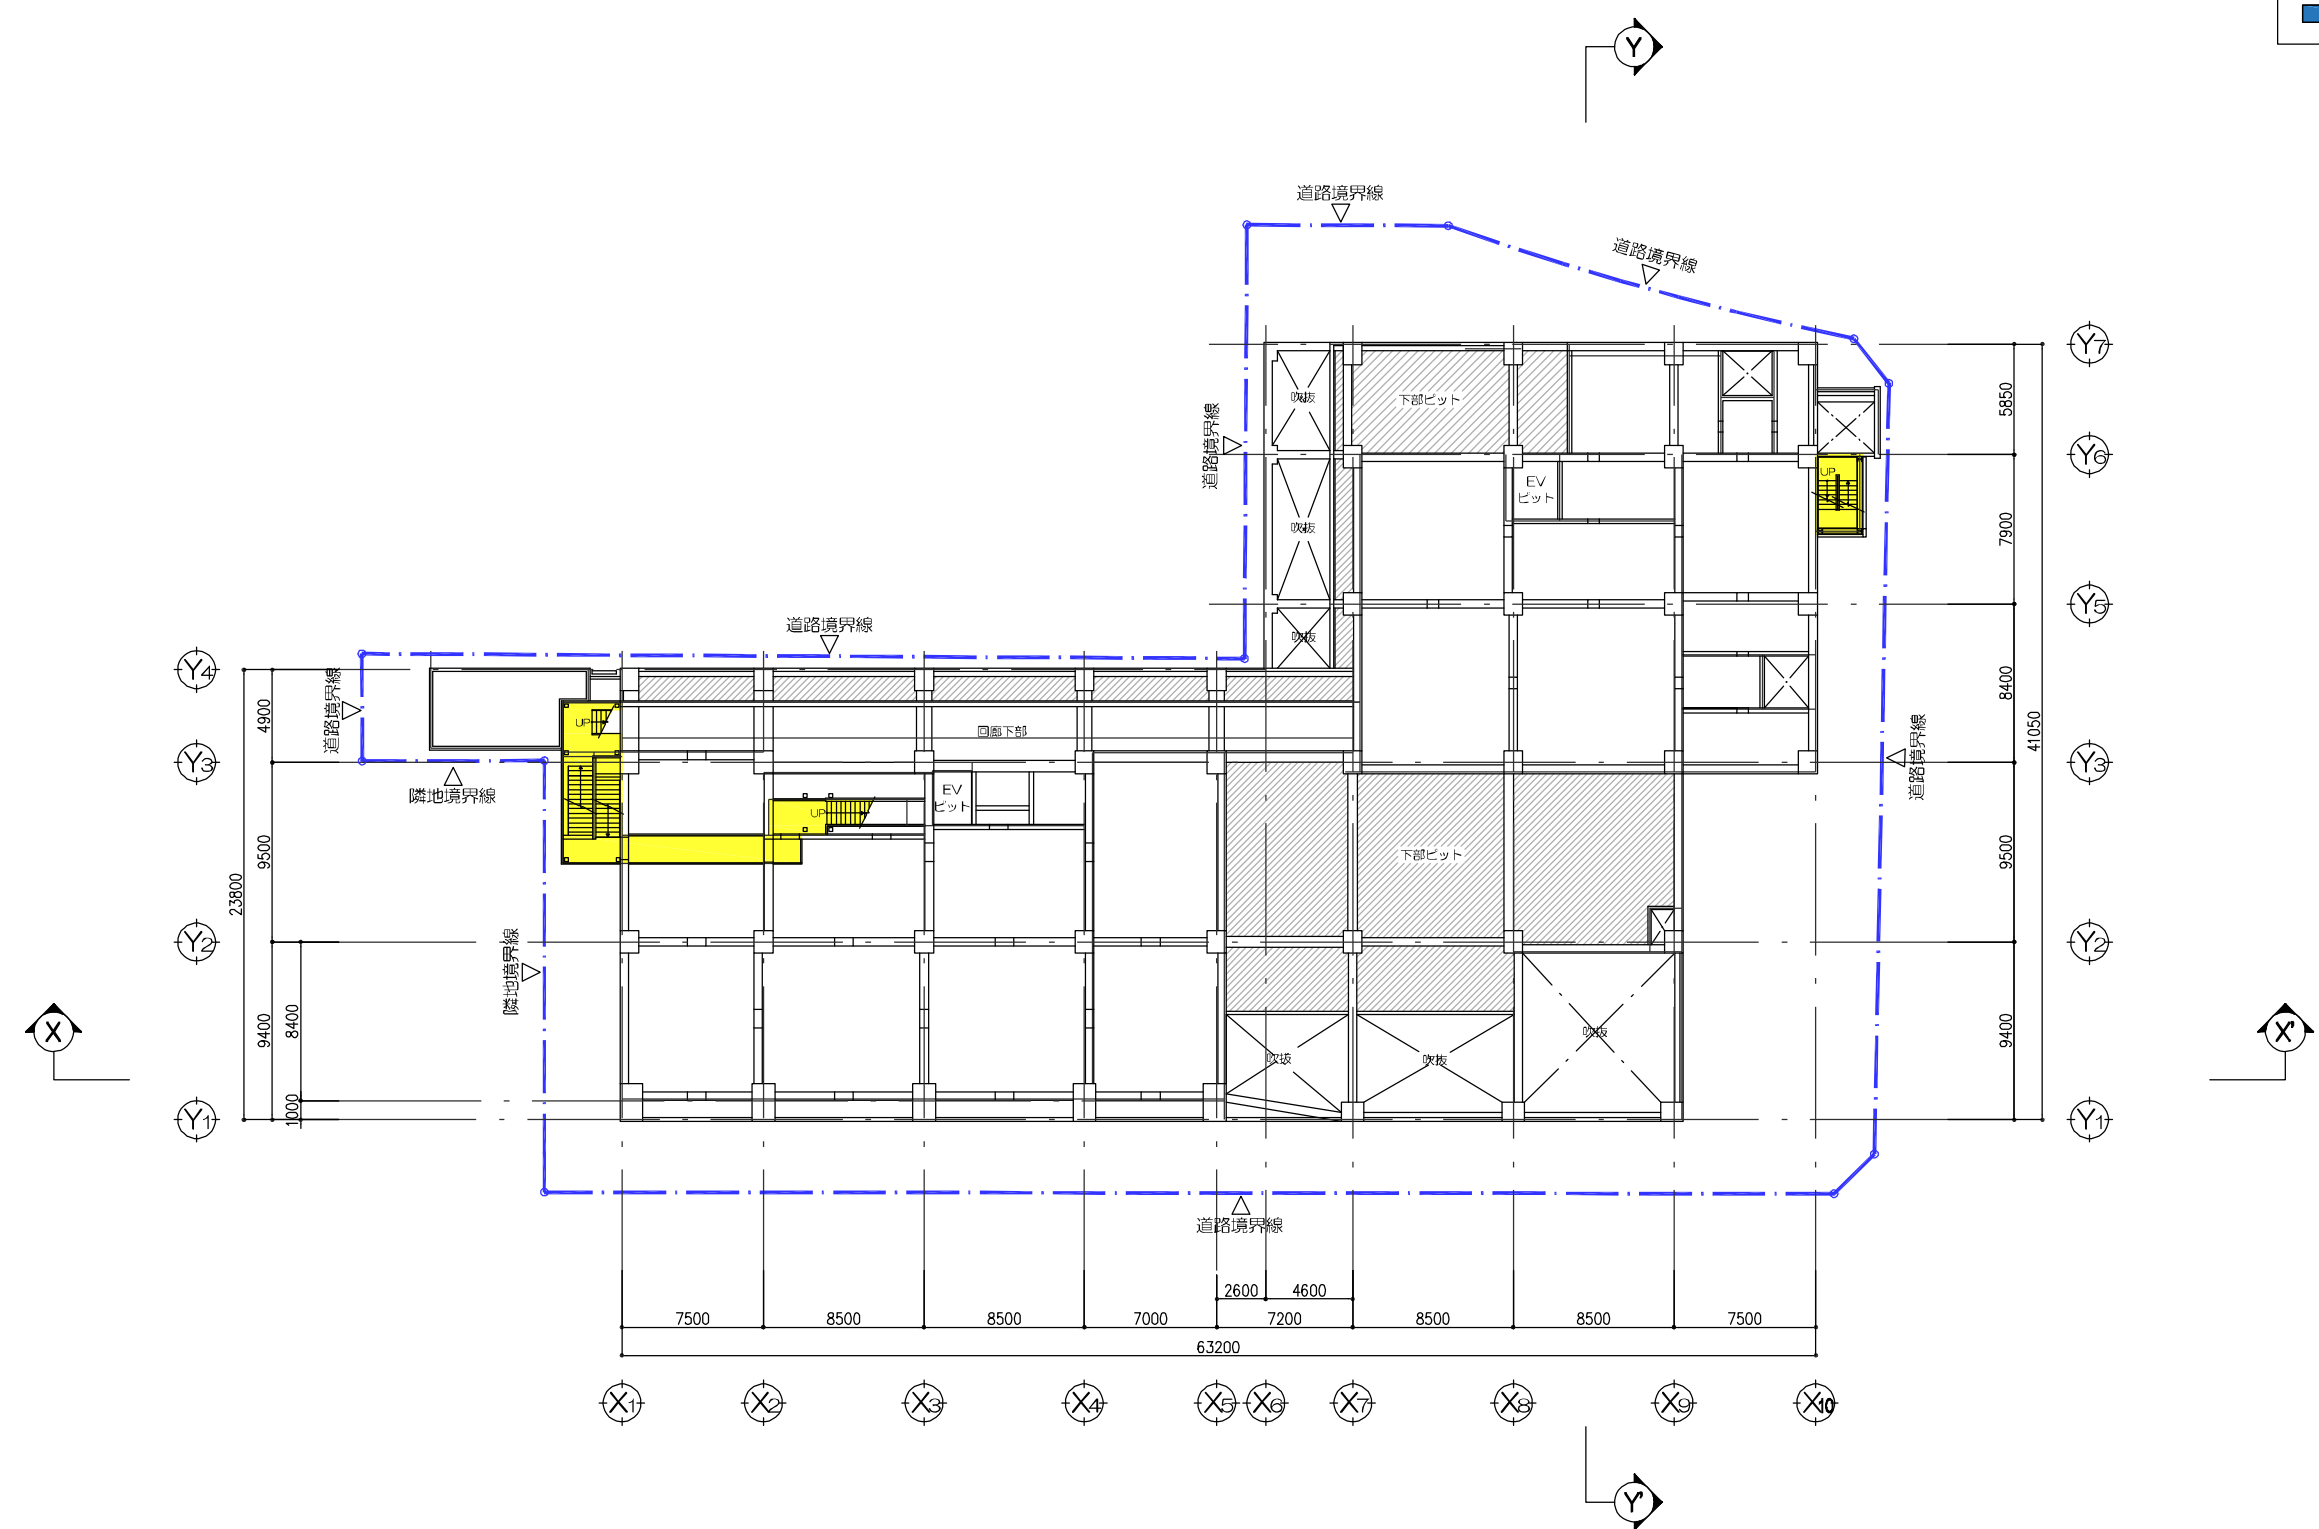 Y
道路境界線
道路境界線
Y7
5850
吹抜
下部ピット
道路境界線
Y6
UP
EV
ピット
吹抜
7900
Y5
道路境界線
吹抜
Y4
道路境界線
4900
8400
41050
UP
回廊下部
道路境界線
Y3
Y3
隣地境界線
EV
ピット
UP
9500
23800
下部ピット
9500
Y2
Y2
隣地境界線
X
9400
8400
吹抜
吹抜
吹抜
9400
X'
1000
Y1
Y1
道路境界線
2600
4600
7500
8500
8500
7000
7200
8500
8500
7500
63200
X1
X2
X3
X4
X5
X6
X7
X8
X9
X10
Y'